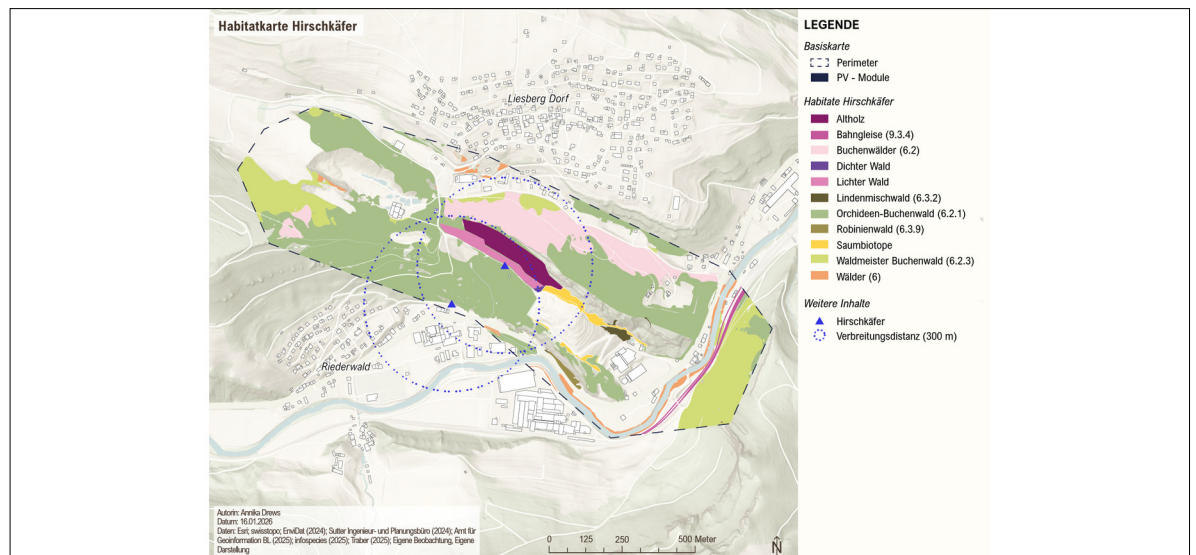 Habitatkarte Hirschkäfer
Liesberg Dorf
Riederwald
Autorin: Annika Drews
Datum: 16.01.2026
Daten: Esri; swisstopo; EnviDat (2024); Sutter Ingenieur- und Planungsbüro (2024); Amt für
Geoinformation BL (2025); infospecies (2025); Traber (2025); Eigene Beobachtung, Eigene
Darstellung
0 125 250 500 Meter
N
LEGENDE
Basiskarte
Perimeter
PV - Module
Habitate Hirschkäfer
Altholz
Bahngleise (9.3.4)
Buchenwälder (6.2)
Dichter Wald
Lichter Wald
Lindenmischwald (6.3.2)
Orchideen-Buchenwald (6.2.1)
Robinienwald (6.3.9)
Saumbiotope
Waldmeister Buchenwald (6.2.3)
Wälder (6)
Weitere Inhalte
Hirschkäfer
Verbreitungsdistanz (300 m)